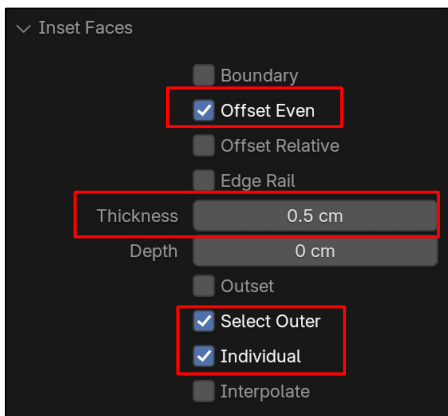 Inset Faces
Boundary
Offset Even
Offset Relative
Edge Rail
Thickness 0.5 cm
Depth 0 cm
Outset
Select Outer
Individual
Interpolate